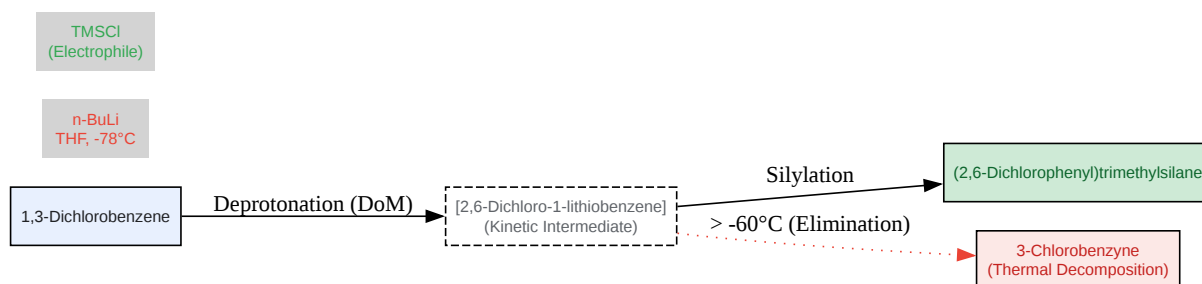 TMSCl
(Electrophile)
n-BuLi
THF, -78°C
1,3-Dichlorobenzene
Deprotonation (DoM)
[2,6-Dichloro-1-lithiobenzene]
(Kinetic Intermediate)
Silylation
> -60°C (Elimination)
(2,6-Dichlorophenyl)trimethylsilane
3-Chlorobenzyne
(Thermal Decomposition)